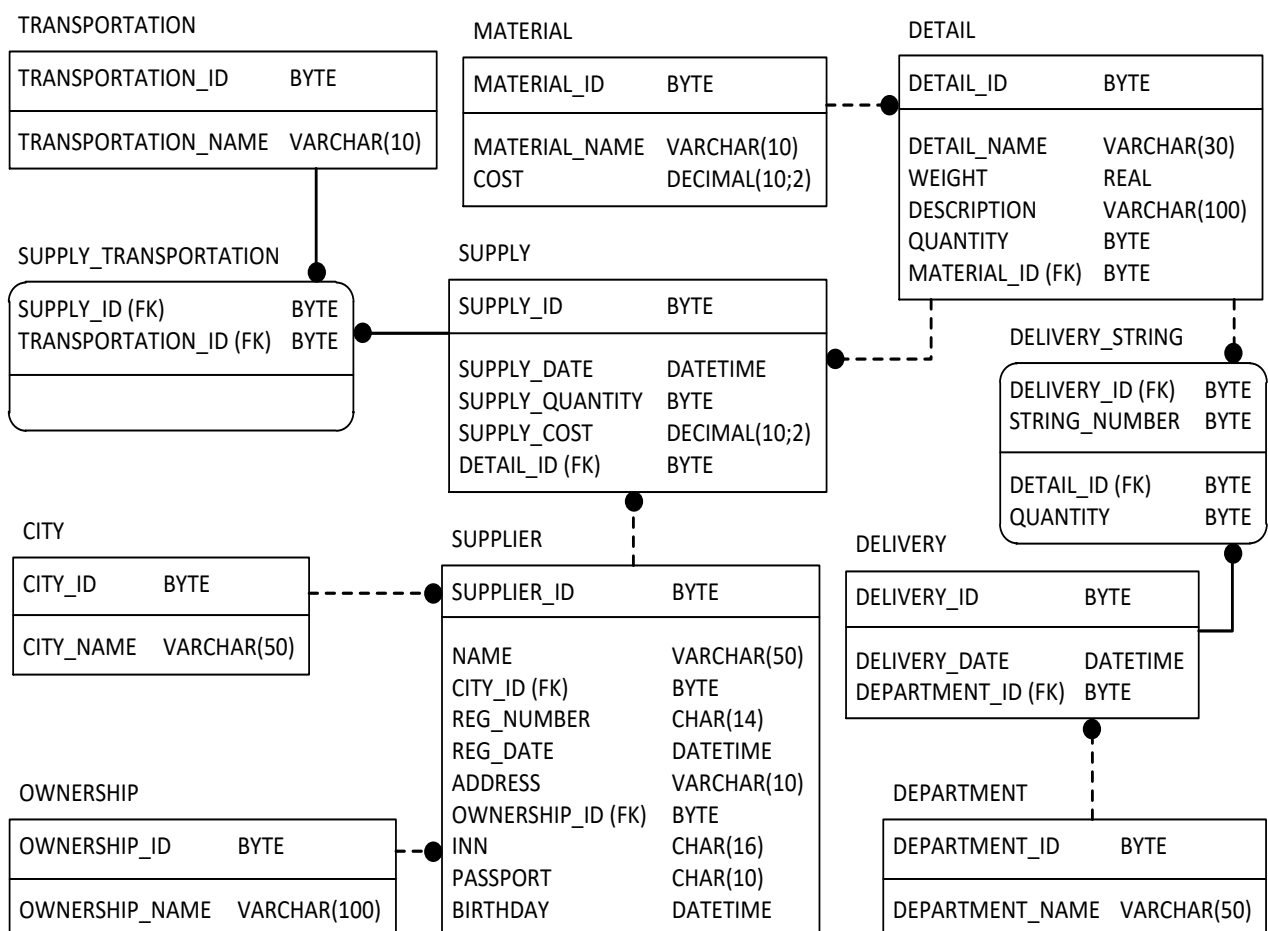 TRANSPORTATION
TRANSPORTATION_ID BYTE
TRANSPORTATION_NAME VARCHAR(10)
MATERIAL
MATERIAL_ID BYTE
MATERIAL_NAME VARCHAR(10)
COST DECIMAL(10;2)
DETAIL
DETAIL_ID BYTE
DETAIL_NAME VARCHAR(30)
WEIGHT REAL
DESCRIPTION VARCHAR(100)
QUANTITY BYTE
MATERIAL_ID (FK) BYTE
SUPPLY_TRANSPORTATION
SUPPLY_ID (FK) BYTE
TRANSPORTATION_ID (FK) BYTE
SUPPLY
SUPPLY_ID BYTE
SUPPLY_DATE DATETIME
SUPPLY_QUANTITY BYTE
SUPPLY_COST DECIMAL(10;2)
DETAIL_ID (FK) BYTE
DELIVERY_STRING
DELIVERY_ID (FK) BYTE
STRING_NUMBER BYTE
DETAIL_ID (FK) BYTE
QUANTITY BYTE
CITY
CITY_ID BYTE
CITY_NAME VARCHAR(50)
SUPPLIER
SUPPLIER_ID BYTE
NAME VARCHAR(50)
CITY_ID (FK) BYTE
REG_NUMBER CHAR(14)
REG_DATE DATETIME
ADDRESS VARCHAR(10)
OWNERSHIP_ID (FK) BYTE
INN CHAR(16)
PASSPORT CHAR(10)
BIRTHDAY DATETIME
DELIVERY
DELIVERY_ID BYTE
DELIVERY_DATE DATETIME
DEPARTMENT_ID (FK) BYTE
OWNERSHIP
OWNERSHIP_ID BYTE
OWNERSHIP_NAME VARCHAR(100)
DEPARTMENT
DEPARTMENT_ID BYTE
DEPARTMENT_NAME VARCHAR(50)